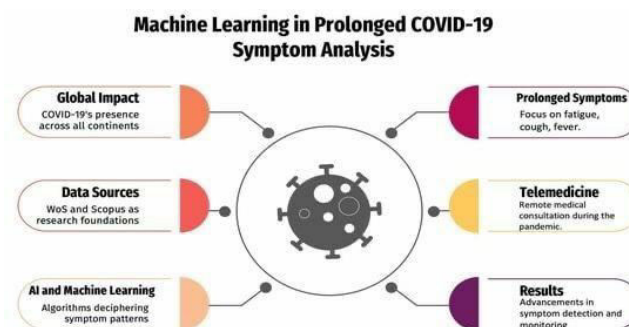 Machine Learning in Prolonged COVID-19
Symptom Analysis
Global Impact
COVID-19's presence
across all continents
Data Sources
WoS and Scopus as
research foundations
AI and Machine Learning
Algorithms deciphering
symptom patterns
Prolonged Symptoms
Focus on fatigue,
cough, fever.
Telemedicine
Remote medical
consultation during the
pandemic.
Results
Advancements in
symptom detection and
monitoring